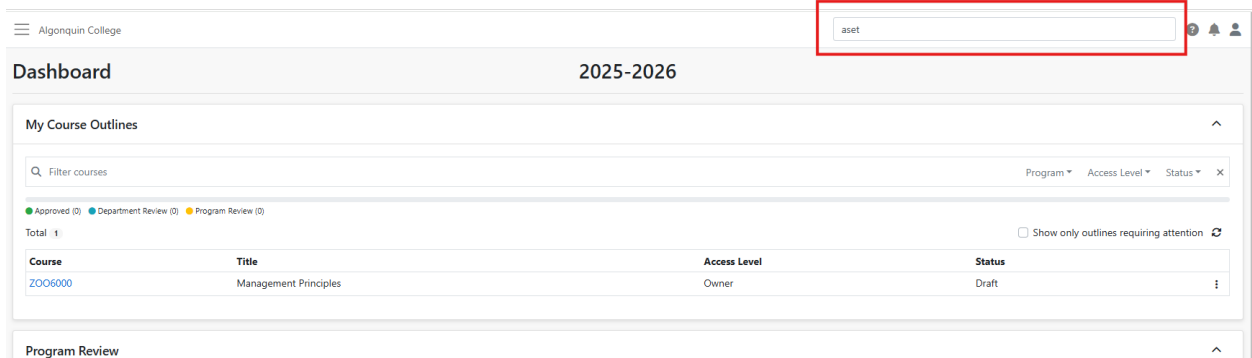 Algonquin College
aset
Dashboard
2025-2026
My Course Outlines
Filter courses
Program Access Level Status
Approved (0) Department Review (0) Program Review (0)
Total 1
Show only outlines requiring attention
Course Title Access Level Status
ZOO6000 Management Principles Owner Draft
Program Review